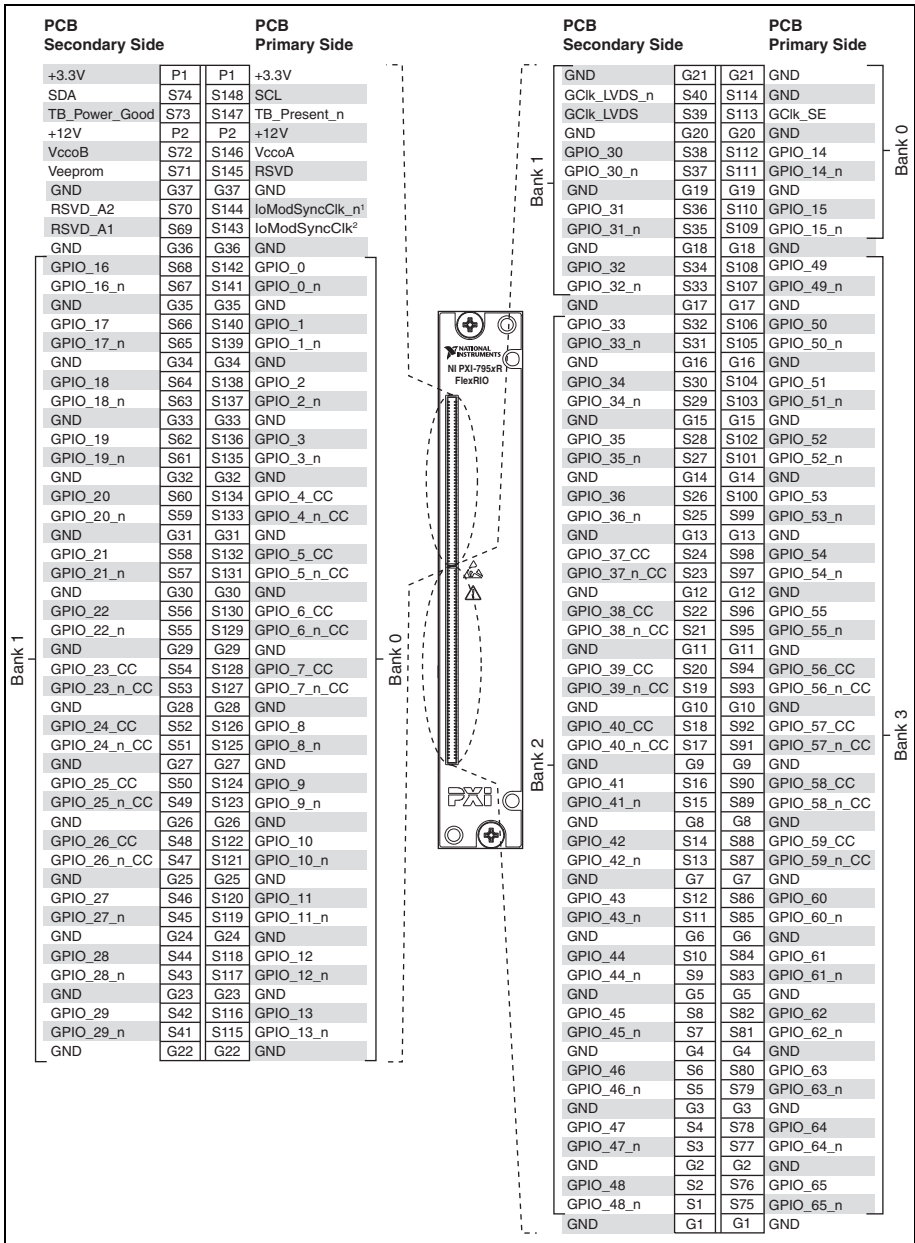 PCB Secondary Side PCB Primary Side
+3.3V P1 P1 +3.3V
SDA S74 S148 SCL
TB_Power_Good S73 S147 TB_Present_n
+12V P2 P2 +12V
VccoB S72 S146 VccoA
Veeprom S71 S145 RSVD
GND G37 G37 GND
RSVD_A2 S70 S144 IoModSyncClk_n¹
RSVD_A1 S69 S143 IoModSyncClk²
GND G36 G36 GND
GPIO_16 S68 S142 GPIO_0
GPIO_16_n S67 S141 GPIO_0_n
GND G35 G35 GND
GPIO_17 S66 S140 GPIO_1
GPIO_17_n S65 S139 GPIO_1_n
GND G34 G34 GND
GPIO_18 S64 S138 GPIO_2
GPIO_18_n S63 S137 GPIO_2_n
GND G33 G33 GND
GPIO_19 S62 S136 GPIO_3
GPIO_19_n S61 S135 GPIO_3_n
GND G32 G32 GND
GPIO_20 S60 S134 GPIO_4_CC
GPIO_20_n S59 S133 GPIO_4_n_CC
GND G31 G31 GND
GPIO_21 S58 S132 GPIO_5_CC
GPIO_21_n S57 S131 GPIO_5_n_CC
GND G30 G30 GND
GPIO_22 S56 S130 GPIO_6_CC
GPIO_22_n S55 S129 GPIO_6_n_CC
GND G29 G29 GND
GPIO_23_CC S54 S128 GPIO_7_CC
GPIO_23_n_CC S53 S127 GPIO_7_n_CC
GND G28 G28 GND
GPIO_24_CC S52 S126 GPIO_8
GPIO_24_n_CC S51 S125 GPIO_8_n
GND G27 G27 GND
GPIO_25_CC S50 S124 GPIO_9
GPIO_25_n_CC S49 S123 GPIO_9_n
GND G26 G26 GND
GPIO_26_CC S48 S122 GPIO_10
GPIO_26_n_CC S47 S121 GPIO_10_n
GND G25 G25 GND
GPIO_27 S46 S120 GPIO_11
GPIO_27_n S45 S119 GPIO_11_n
GND G24 G24 GND
GPIO_28 S44 S118 GPIO_12
GPIO_28_n S43 S117 GPIO_12_n
GND G23 G23 GND
GPIO_29 S42 S116 GPIO_13
GPIO_29_n S41 S115 GPIO_13_n
GND G22 G22 GND
Bank 1
Bank 0
NATIONAL INSTRUMENTS
NI PXI-795xR
FlexRIO
PXI
PCB Secondary Side PCB Primary Side
GND G21 G21 GND
GClk_LVDS_n S40 S114 GND
GClk_LVDS S39 S113 GClk_SE
GND G20 G20 GND
GPIO_30 S38 S112 GPIO_14
GPIO_30_n S37 S111 GPIO_14_n
GND G19 G19 GND
GPIO_31 S36 S110 GPIO_15
GPIO_31_n S35 S109 GPIO_15_n
GND G18 G18 GND
GPIO_32 S34 S108 GPIO_49
GPIO_32_n S33 S107 GPIO_49_n
GND G17 G17 GND
GPIO_33 S32 S106 GPIO_50
GPIO_33_n S31 S105 GPIO_50_n
GND G16 G16 GND
GPIO_34 S30 S104 GPIO_51
GPIO_34_n S29 S103 GPIO_51_n
GND G15 G15 GND
GPIO_35 S28 S102 GPIO_52
GPIO_35_n S27 S101 GPIO_52_n
GND G14 G14 GND
GPIO_36 S26 S100 GPIO_53
GPIO_36_n S25 S99 GPIO_53_n
GND G13 G13 GND
GPIO_37_CC S24 S98 GPIO_54
GPIO_37_n_CC S23 S97 GPIO_54_n
GND G12 G12 GND
GPIO_38_CC S22 S96 GPIO_55
GPIO_38_n_CC S21 S95 GPIO_55_n
GND G11 G11 GND
GPIO_39_CC S20 S94 GPIO_56_CC
GPIO_39_n_CC S19 S93 GPIO_56_n_CC
GND G10 G10 GND
GPIO_40_CC S18 S92 GPIO_57_CC
GPIO_40_n_CC S17 S91 GPIO_57_n_CC
GND G9 G9 GND
GPIO_41 S16 S90 GPIO_58_CC
GPIO_41_n S15 S89 GPIO_58_n_CC
GND G8 G8 GND
GPIO_42 S14 S88 GPIO_59_CC
GPIO_42_n S13 S87 GPIO_59_n_CC
GND G7 G7 GND
GPIO_43 S12 S86 GPIO_60
GPIO_43_n S11 S85 GPIO_60_n
GND G6 G6 GND
GPIO_44 S10 S84 GPIO_61
GPIO_44_n S9 S83 GPIO_61_n
GND G5 G5 GND
GPIO_45 S8 S82 GPIO_62
GPIO_45_n S7 S81 GPIO_62_n
GND G4 G4 GND
GPIO_46 S6 S80 GPIO_63
GPIO_46_n S5 S79 GPIO_63_n
GND G3 G3 GND
GPIO_47 S4 S78 GPIO_64
GPIO_47_n S3 S77 GPIO_64_n
GND G2 G2 GND
GPIO_48 S2 S76 GPIO_65
GPIO_48_n S1 S75 GPIO_65_n
GND G1 G1 GND
Bank 1
Bank 0
Bank 2
Bank 3